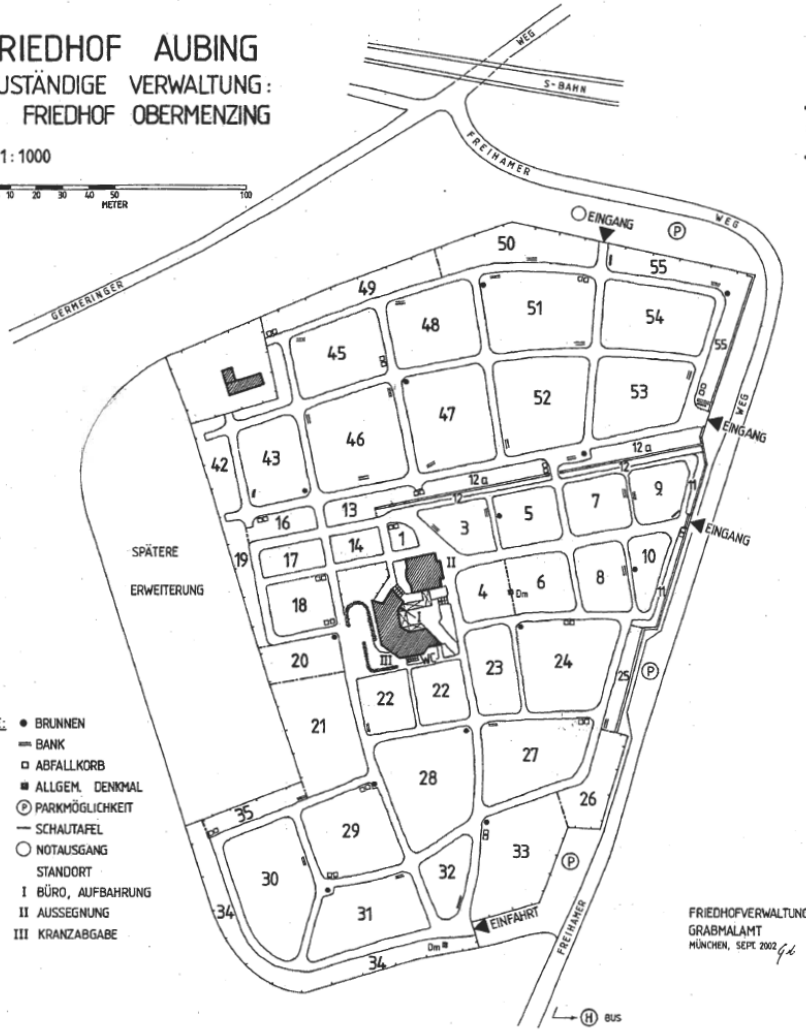 RIEDHOF AUBING
USTÄNDIGE VERWALTUNG:
FRIEDHOF OBERMENZING
1:1000
10 20 30 40 50 100
METER
WEG
S-BAHN
FREIHAMER
WEG
EINGANG
P
GERMERINGER
50
55
49
51
54
48
45
55
53
52
47
46
WEG
EINGANG
42
43
12a
12
12a
12
9
11
7
5
13
16
3
EINGANG
1
14
17
19
II
10
8
6
4
Dm
11
SPÄTERE
ERWEITERUNG
18
I
III
WC
20
23
24
25
P
22
22
21
27
28
26
BRUNNEN
BANK
ABFALLKORB
ALLGEM. DENKMAL
P PARKMÖGLICHKEIT
SCHAUTAFEL
NOTAUSGANG
STANDORT
I BÜRO, AUFBAHRUNG
II AUSSEGNUNG
III KRANZABGABE
35
29
33
32
30
P
31
34
EINFAHRT
Dm
34
FREIHAMER
FRIEDHOFVERWALTUNG
GRABMALAMT
MÜNCHEN, SEPT. 2002
H BUS